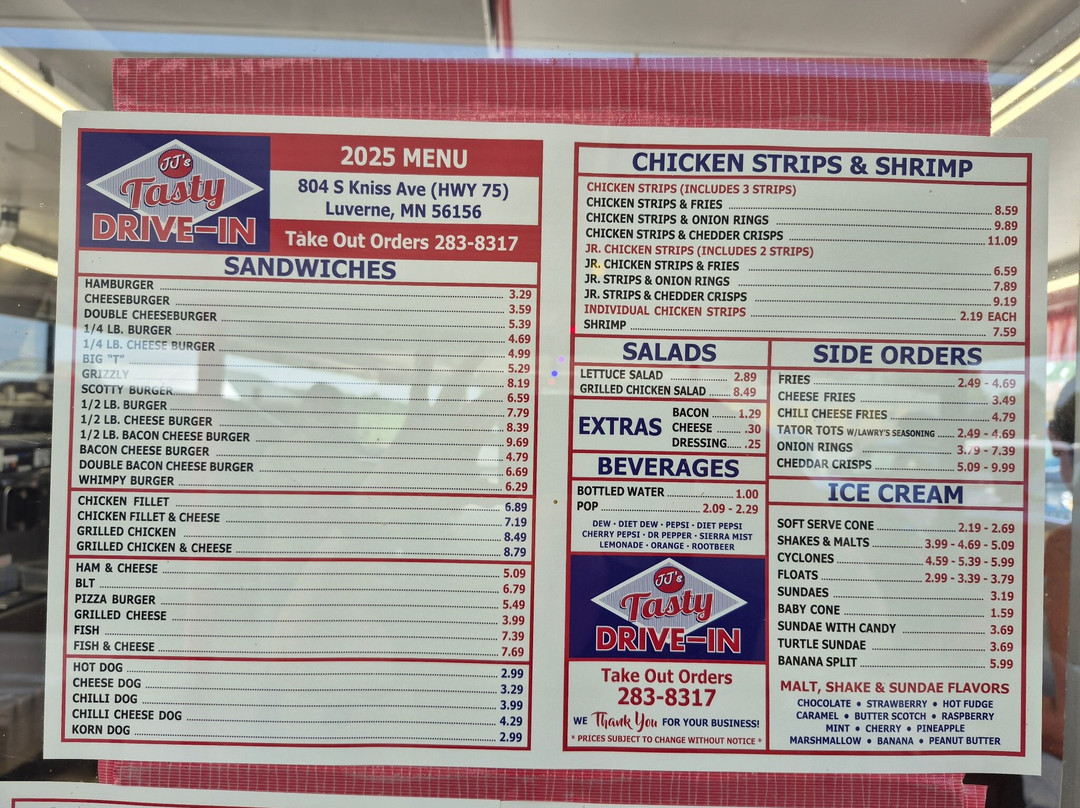 JJ's
Tasty
DRIVE-IN
2025 MENU
804 S Kniss Ave (HWY 75)
Luverne, MN 56156
Take Out Orders 283-8317
SANDWICHES
HAMBURGER 3.29
CHEESEBURGER 3.59
DOUBLE CHEESEBURGER 5.39
1/4 LB. BURGER 4.69
1/4 LB. CHEESE BURGER 4.99
BIG "T" 5.29
GRIZZLY 8.19
SCOTTY BURGER 6.59
1/2 LB. BURGER 7.79
1/2 LB. CHEESE BURGER 8.39
1/2 LB. BACON CHEESE BURGER 9.69
BACON CHEESE BURGER 4.79
DOUBLE BACON CHEESE BURGER 6.69
WHIMPY BURGER 6.29
CHICKEN FILLET 6.89
CHICKEN FILLET & CHEESE 7.19
GRILLED CHICKEN 8.49
GRILLED CHICKEN & CHEESE 8.79
HAM & CHEESE 5.09
BLT 6.79
PIZZA BURGER 5.49
GRILLED CHEESE 3.99
FISH 7.39
FISH & CHEESE 7.69
HOT DOG 2.99
CHEESE DOG 3.29
CHILLI DOG 3.99
CHILLI CHEESE DOG 4.29
KORN DOG 2.99
CHICKEN STRIPS & SHRIMP
CHICKEN STRIPS (INCLUDES 3 STRIPS)
CHICKEN STRIPS & FRIES 8.59
CHICKEN STRIPS & ONION RINGS 9.89
CHICKEN STRIPS & CHEDDER CRISPS 11.09
JR. CHICKEN STRIPS (INCLUDES 2 STRIPS)
JR. CHICKEN STRIPS & FRIES 6.59
JR. STRIPS & ONION RINGS 7.89
JR. STRIPS & CHEDDER CRISPS 9.19
INDIVIDUAL CHICKEN STRIPS 2.19 EACH
SHRIMP 7.59
SALADS
LETTUCE SALAD 2.89
GRILLED CHICKEN SALAD 8.49
EXTRAS
BACON 1.29
CHEESE .30
DRESSING .25
BEVERAGES
BOTTLED WATER 1.00
POP 2.09 - 2.29
DEW • DIET DEW • PEPSI • DIET PEPSI
CHERRY PEPSI • DR PEPPER • SIERRA MIST
LEMONADE • ORANGE • ROOTBEER
JJ's
Tasty
DRIVE-IN
Take Out Orders
283-8317
WE Thank You FOR YOUR BUSINESS!
* PRICES SUBJECT TO CHANGE WITHOUT NOTICE *
SIDE ORDERS
FRIES 2.49 - 4.69
CHEESE FRIES 3.49
CHILI CHEESE FRIES 4.79
TATOR TOTS W/LAWRY'S SEASONING 2.49 - 4.69
ONION RINGS 3.79 - 7.39
CHEDDAR CRISPS 5.09 - 9.99
ICE CREAM
SOFT SERVE CONE 2.19 - 2.69
SHAKES & MALTS 3.99 - 4.69 - 5.09
CYCLONES 4.59 - 5.39 - 5.99
FLOATS 2.99 - 3.39 - 3.79
SUNDAES 3.19
BABY CONE 1.59
SUNDAE WITH CANDY 3.69
TURTLE SUNDAE 3.69
BANANA SPLIT 5.99
MALT, SHAKE & SUNDAE FLAVORS
CHOCOLATE • STRAWBERRY • HOT FUDGE
CARAMEL • BUTTER SCOTCH • RASPBERRY
MINT • CHERRY • PINEAPPLE
MARSHMALLOW • BANANA • PEANUT BUTTER